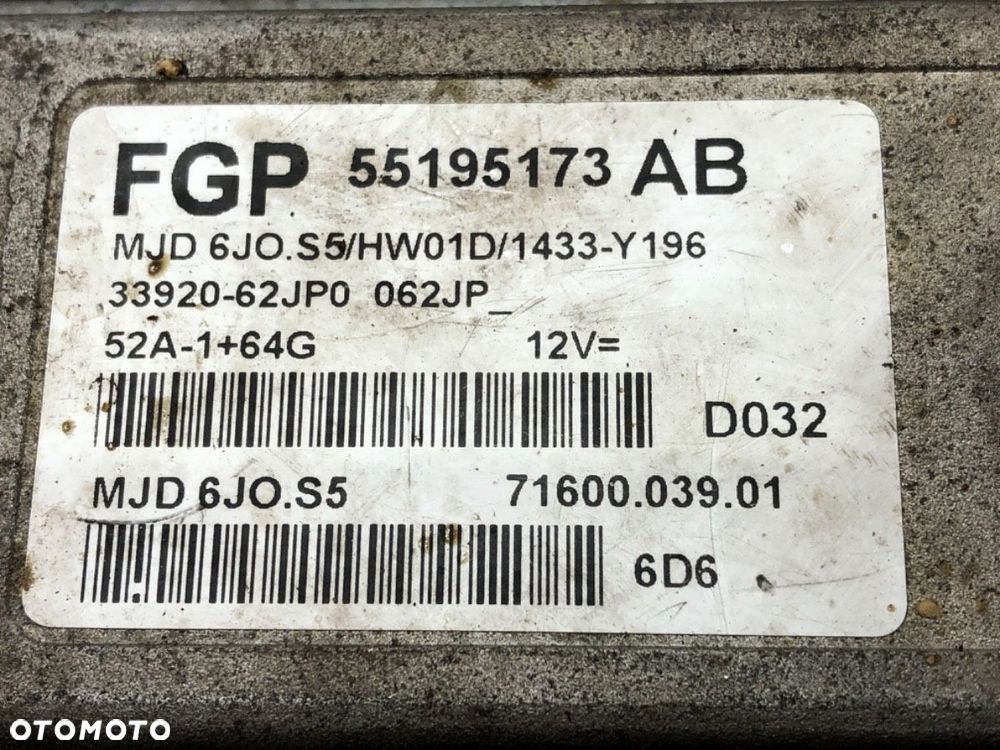 FGP 55195173 AB
MJD 6JO.S5/HW01D/1433-Y196
33920-62JP0 062JP_
52A-1+64G 12V=
D032
MJD 6JO.S5 71600.039.01
6D6
OTOMOTO